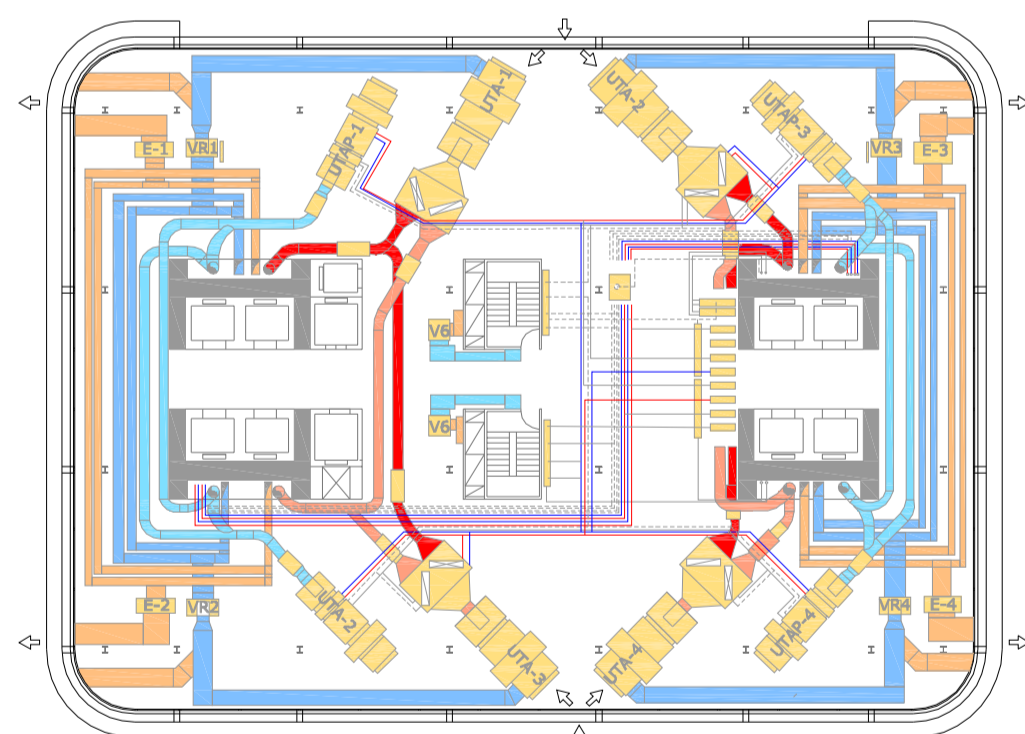 UTA-1
UTA-2
UTAP-1
UTAP-3
E-1
VR1
VR3
E-3
V6
V6
E-2
VR2
UTA-2
UTA-3
UTA-4
UTAP-4
VR4
E-4